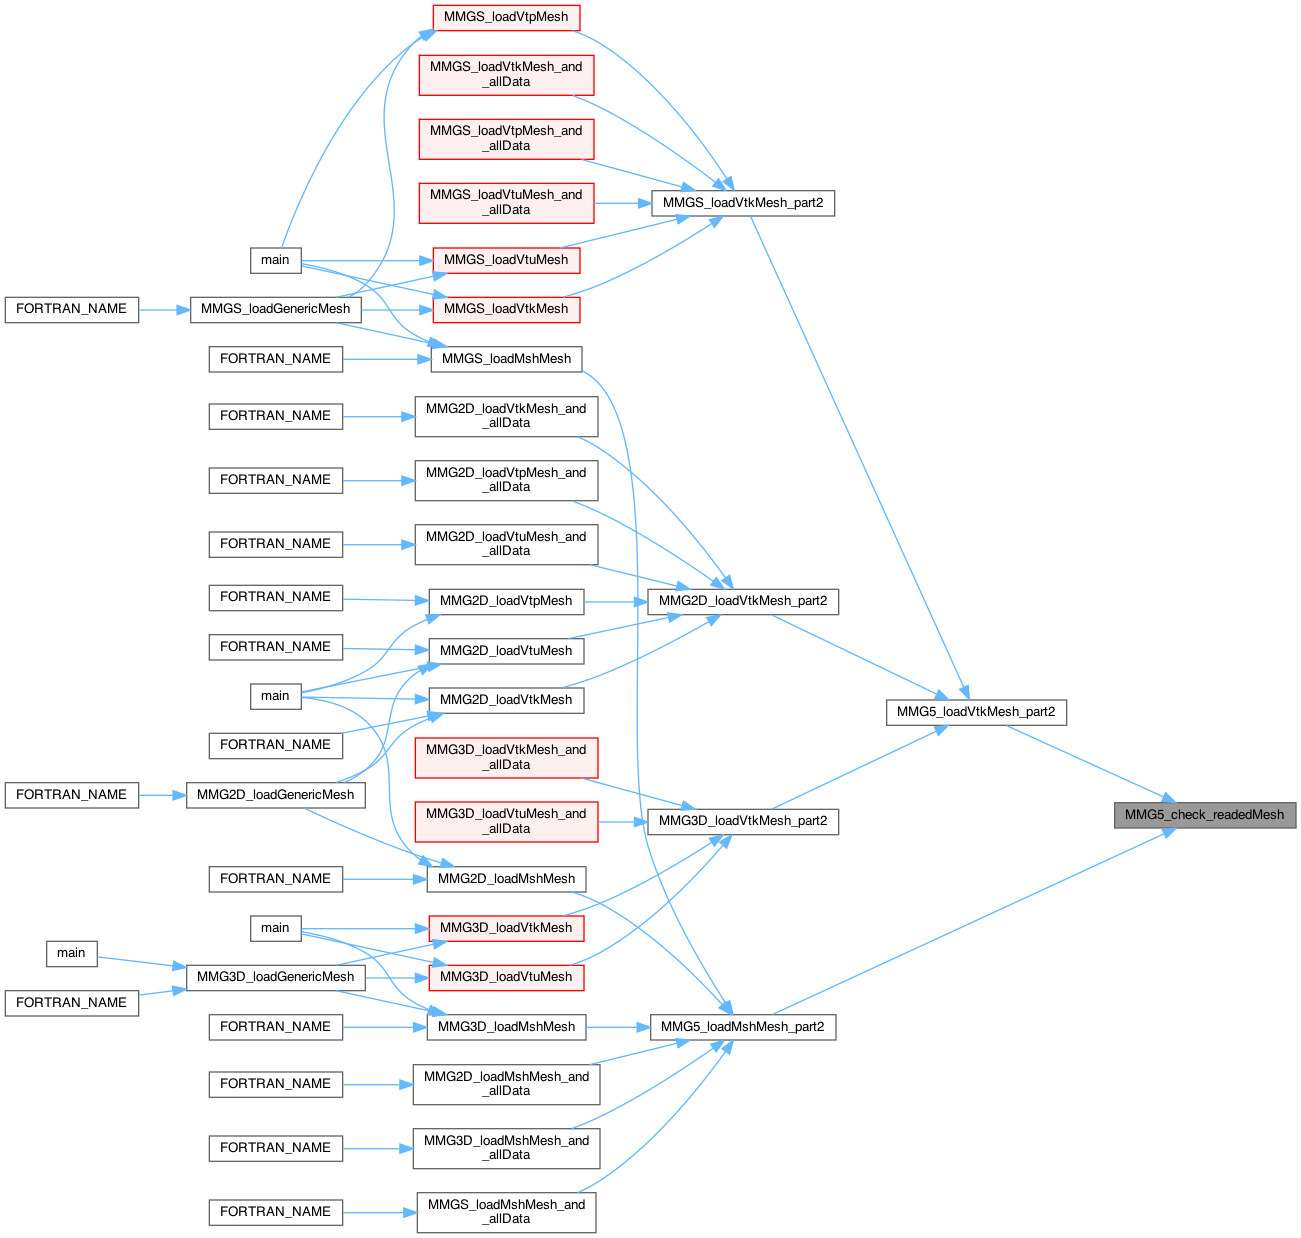 MMGS_loadVtpMesh
MMGS_loadVtkMesh_and
_allData
MMGS_loadVtpMesh_and
_allData
MMGS_loadVtuMesh_and
_allData
MMGS_loadVtkMesh_part2
main
MMGS_loadVtuMesh
FORTRAN_NAME
MMGS_loadGenericMesh
MMGS_loadVtkMesh
FORTRAN_NAME
MMGS_loadMshMesh
FORTRAN_NAME
MMG2D_loadVtkMesh_and
_allData
FORTRAN_NAME
MMG2D_loadVtpMesh_and
_allData
FORTRAN_NAME
MMG2D_loadVtuMesh_and
_allData
FORTRAN_NAME
MMG2D_loadVtpMesh
MMG2D_loadVtkMesh_part2
FORTRAN_NAME
MMG2D_loadVtuMesh
main
MMG2D_loadVtkMesh
MMG5_loadVtkMesh_part2
FORTRAN_NAME
MMG3D_loadVtkMesh_and
_allData
FORTRAN_NAME
MMG2D_loadGenericMesh
MMG3D_loadVtuMesh_and
_allData
MMG3D_loadVtkMesh_part2
MMG5_check_readedMesh
FORTRAN_NAME
MMG2D_loadMshMesh
main
MMG3D_loadVtkMesh
main
MMG3D_loadGenericMesh
MMG3D_loadVtuMesh
FORTRAN_NAME
FORTRAN_NAME
MMG3D_loadMshMesh
MMG5_loadMshMesh_part2
FORTRAN_NAME
MMG2D_loadMshMesh_and
_allData
FORTRAN_NAME
MMG3D_loadMshMesh_and
_allData
FORTRAN_NAME
MMGS_loadMshMesh_and
_allData